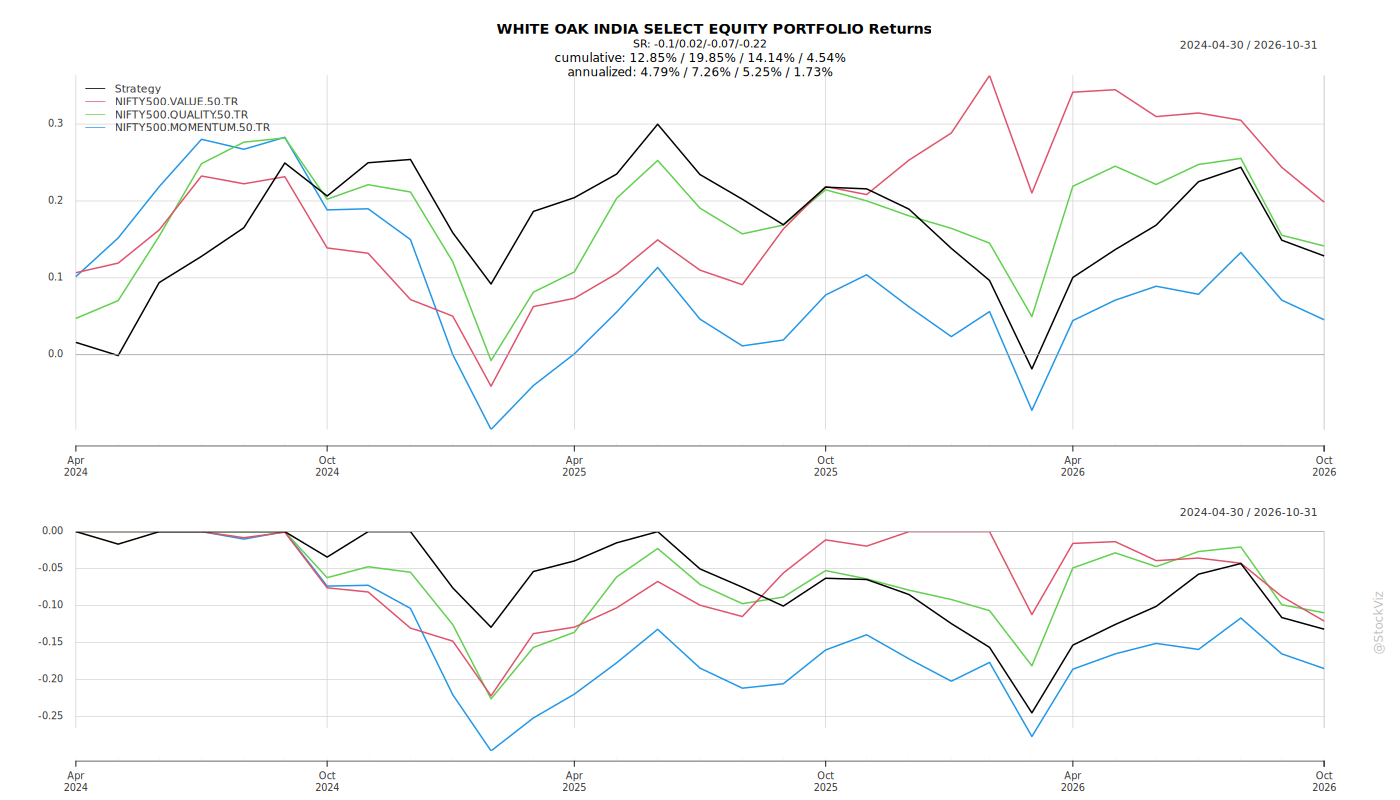 WHITE OAK INDIA SELECT EQUITY PORTFOLIO Returns
SR: -0.1/0.02/-0.07/-0.22
cumulative: 12.85% / 19.85% / 14.14% / 4.54%
annualized: 4.79% / 7.26% / 5.25% / 1.73%
2024-04-30 / 2026-10-31
Strategy
NIFTY500.VALUE.50.TR
NIFTY500.QUALITY.50.TR
NIFTY500.MOMENTUM.50.TR
0.3
0.2
0.1
0.0
Apr Oct Apr Oct Apr Oct
2024 2024 2025 2025 2026 2026
2024-04-30 / 2026-10-31
0.00
-0.05
-0.10
-0.15
-0.20
-0.25
Apr Oct Apr Oct Apr Oct
2024 2024 2025 2025 2026 2026
@StockViz